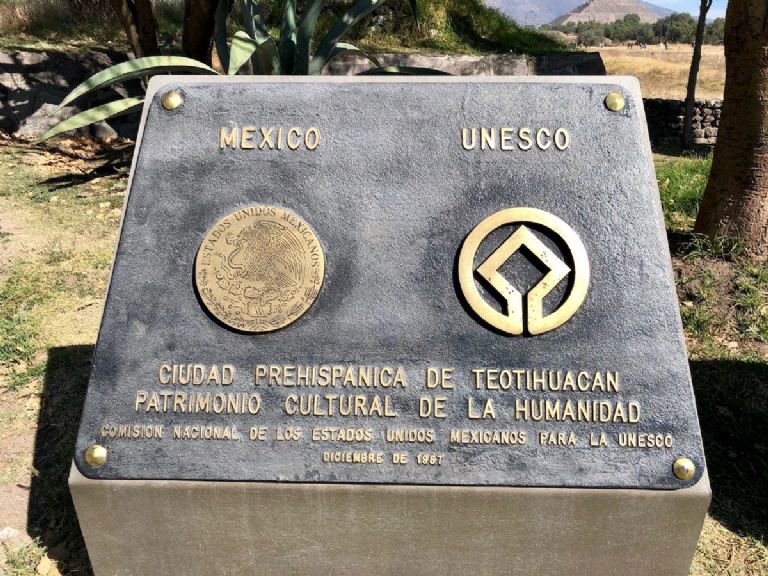 MEXICO UNESCO
ESTADOS UNIDOS MEXICANOS
CIUDAD PREHISPANICA DE TEOTIHUACAN
PATRIMONIO CULTURAL DE LA HUMANIDAD
COMISION NACIONAL DE LOS ESTADOS UNIDOS MEXICANOS PARA LA UNESCO
DICIEMBRE DE 1987